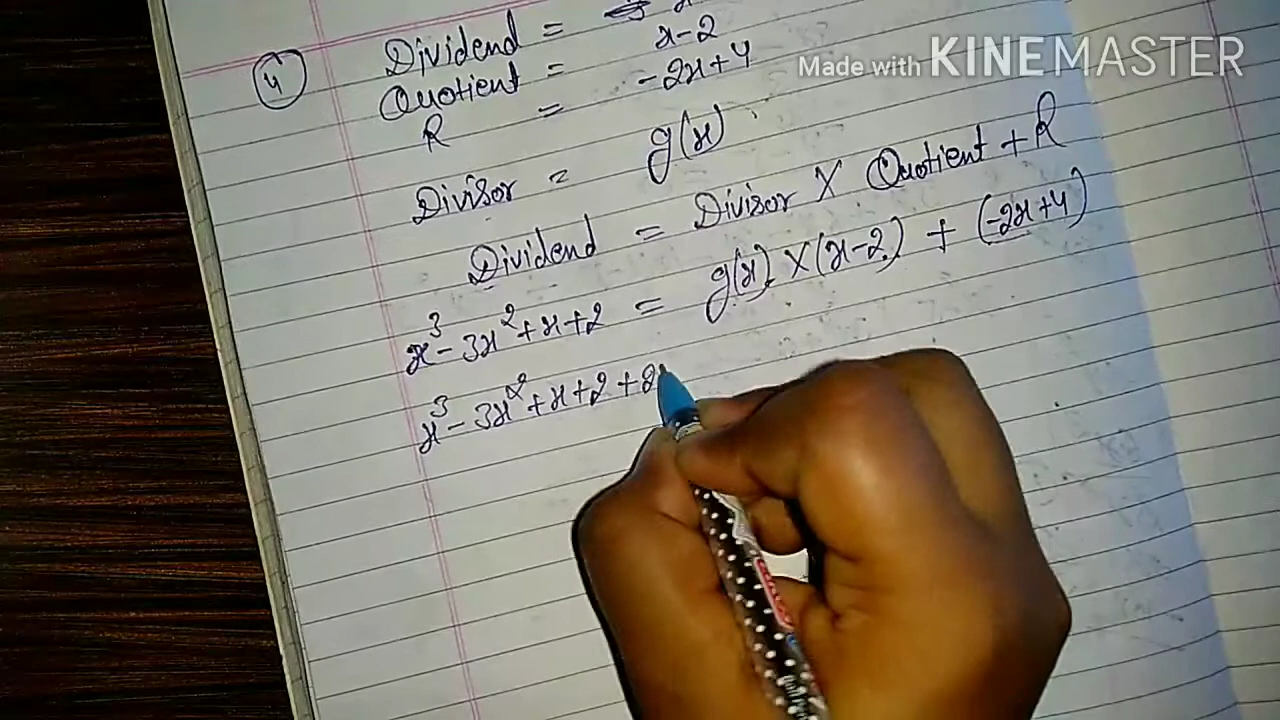 Made with KINEMASTER
4 Dividend =
Quotient = x-2
R = -2x+4
Divisor = g(x)
Dividend = Divisor × Quotient + R
x³-3x²+x+2 = g(x) × (x-2) + (-2x+4)
x³-3x²+x+2+2